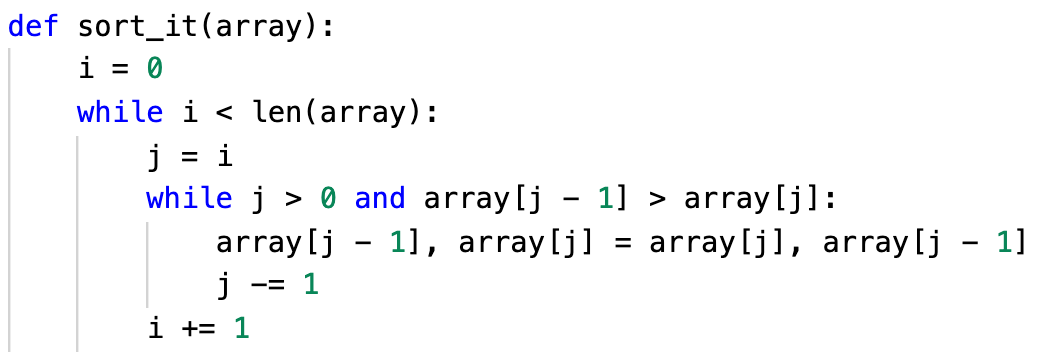 def sort_it(array):
    i = 0
    while i < len(array):
        j = i
        while j > 0 and array[j - 1] > array[j]:
            array[j - 1], array[j] = array[j], array[j - 1]
            j -= 1
        i += 1